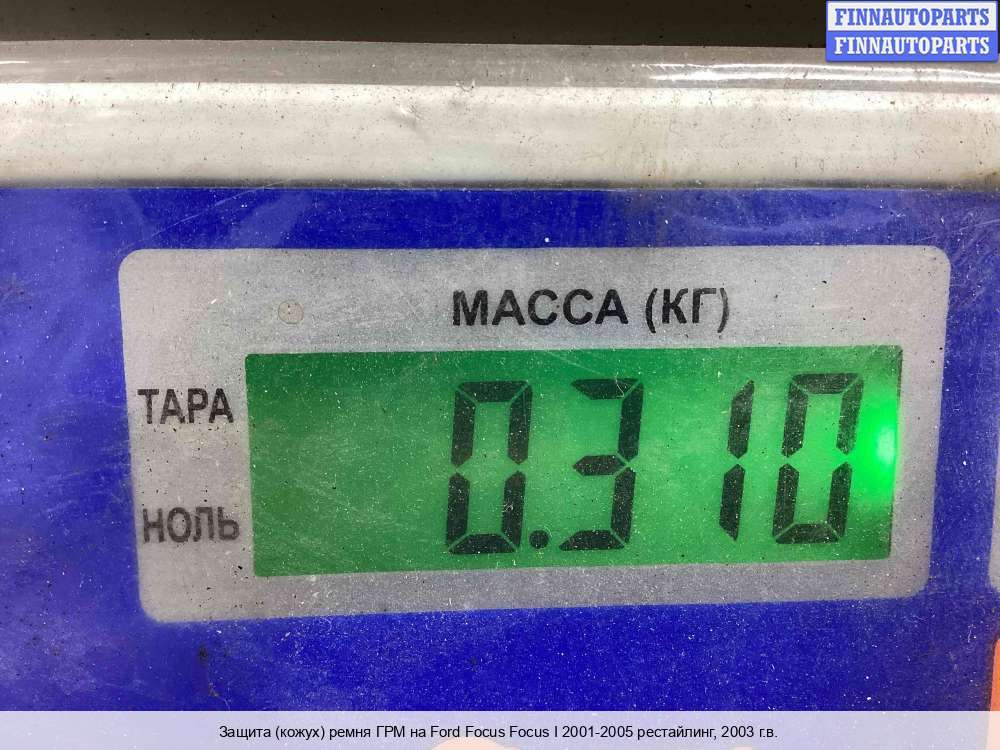 FINNAUTOPARTS
FINNAUTOPARTS
МАССА (КГ)
ТАРА
0.310
НОЛЬ
Защита (кожух) ремня ГРМ на Ford Focus Focus I 2001-2005 рестайлинг, 2003 г.в.